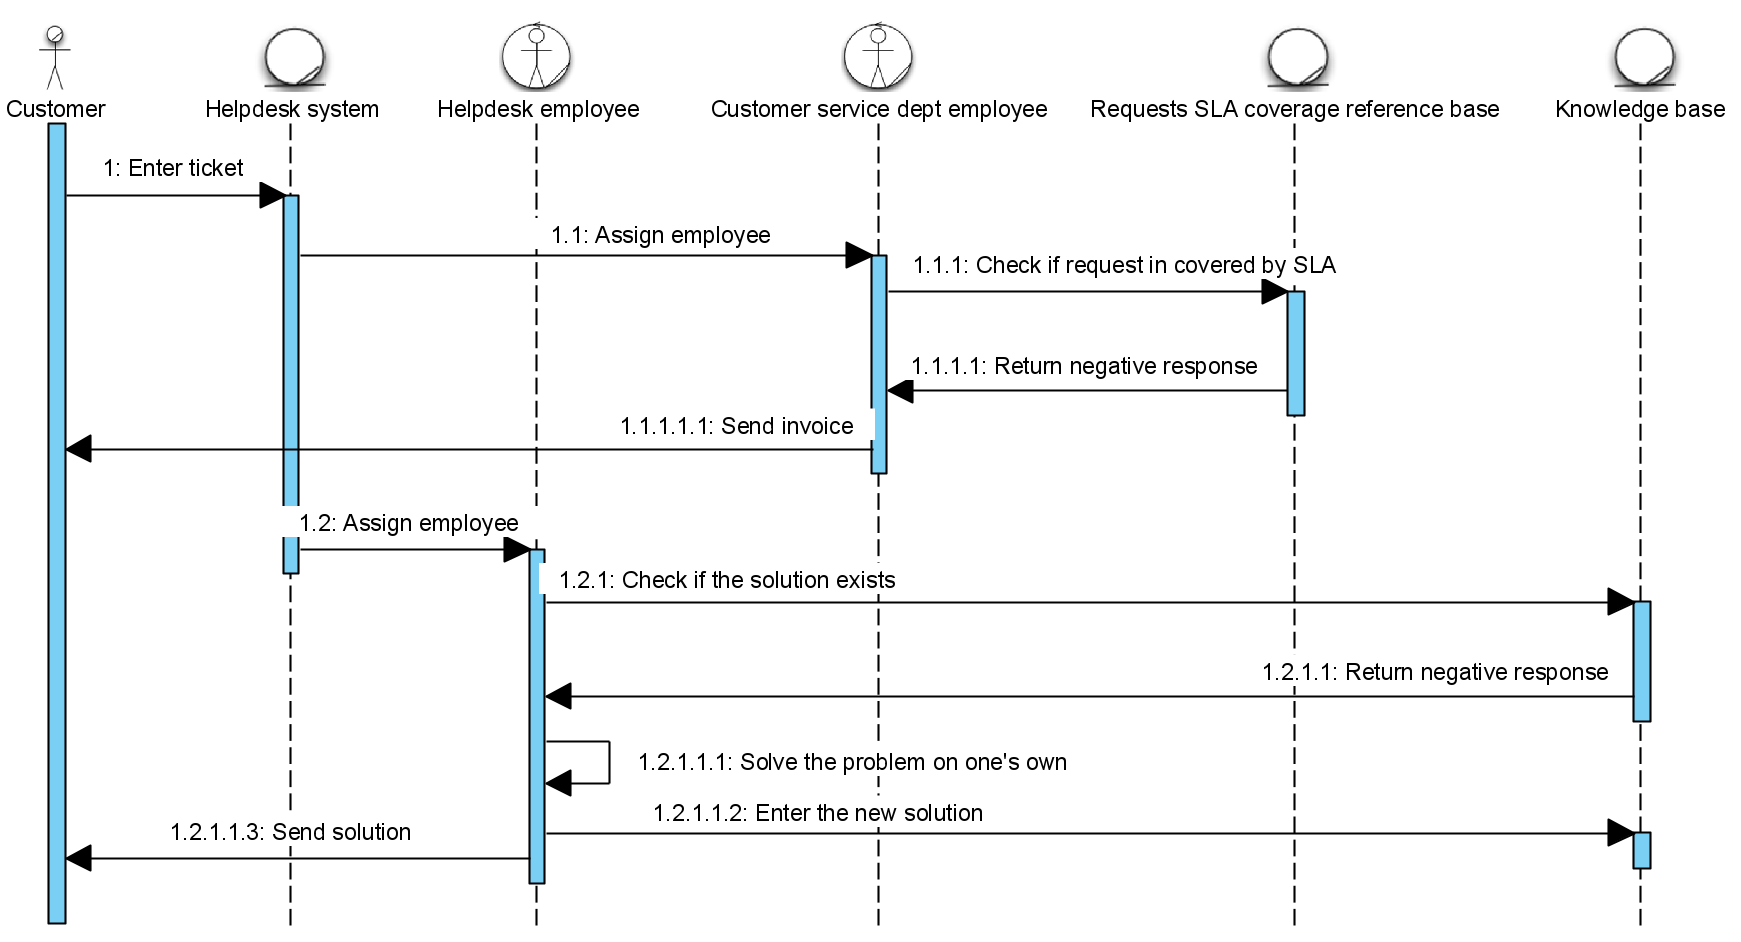 Customer
Helpdesk system
Helpdesk employee
Customer service dept employee
Requests SLA coverage reference base
Knowledge base
1: Enter ticket
1.1: Assign employee
1.1.1: Check if request in covered by SLA
1.1.1.1: Return negative response
1.1.1.1.1: Send invoice
1.2: Assign employee
1.2.1: Check if the solution exists
1.2.1.1: Return negative response
1.2.1.1.1: Solve the problem on one's own
1.2.1.1.2: Enter the new solution
1.2.1.1.3: Send solution